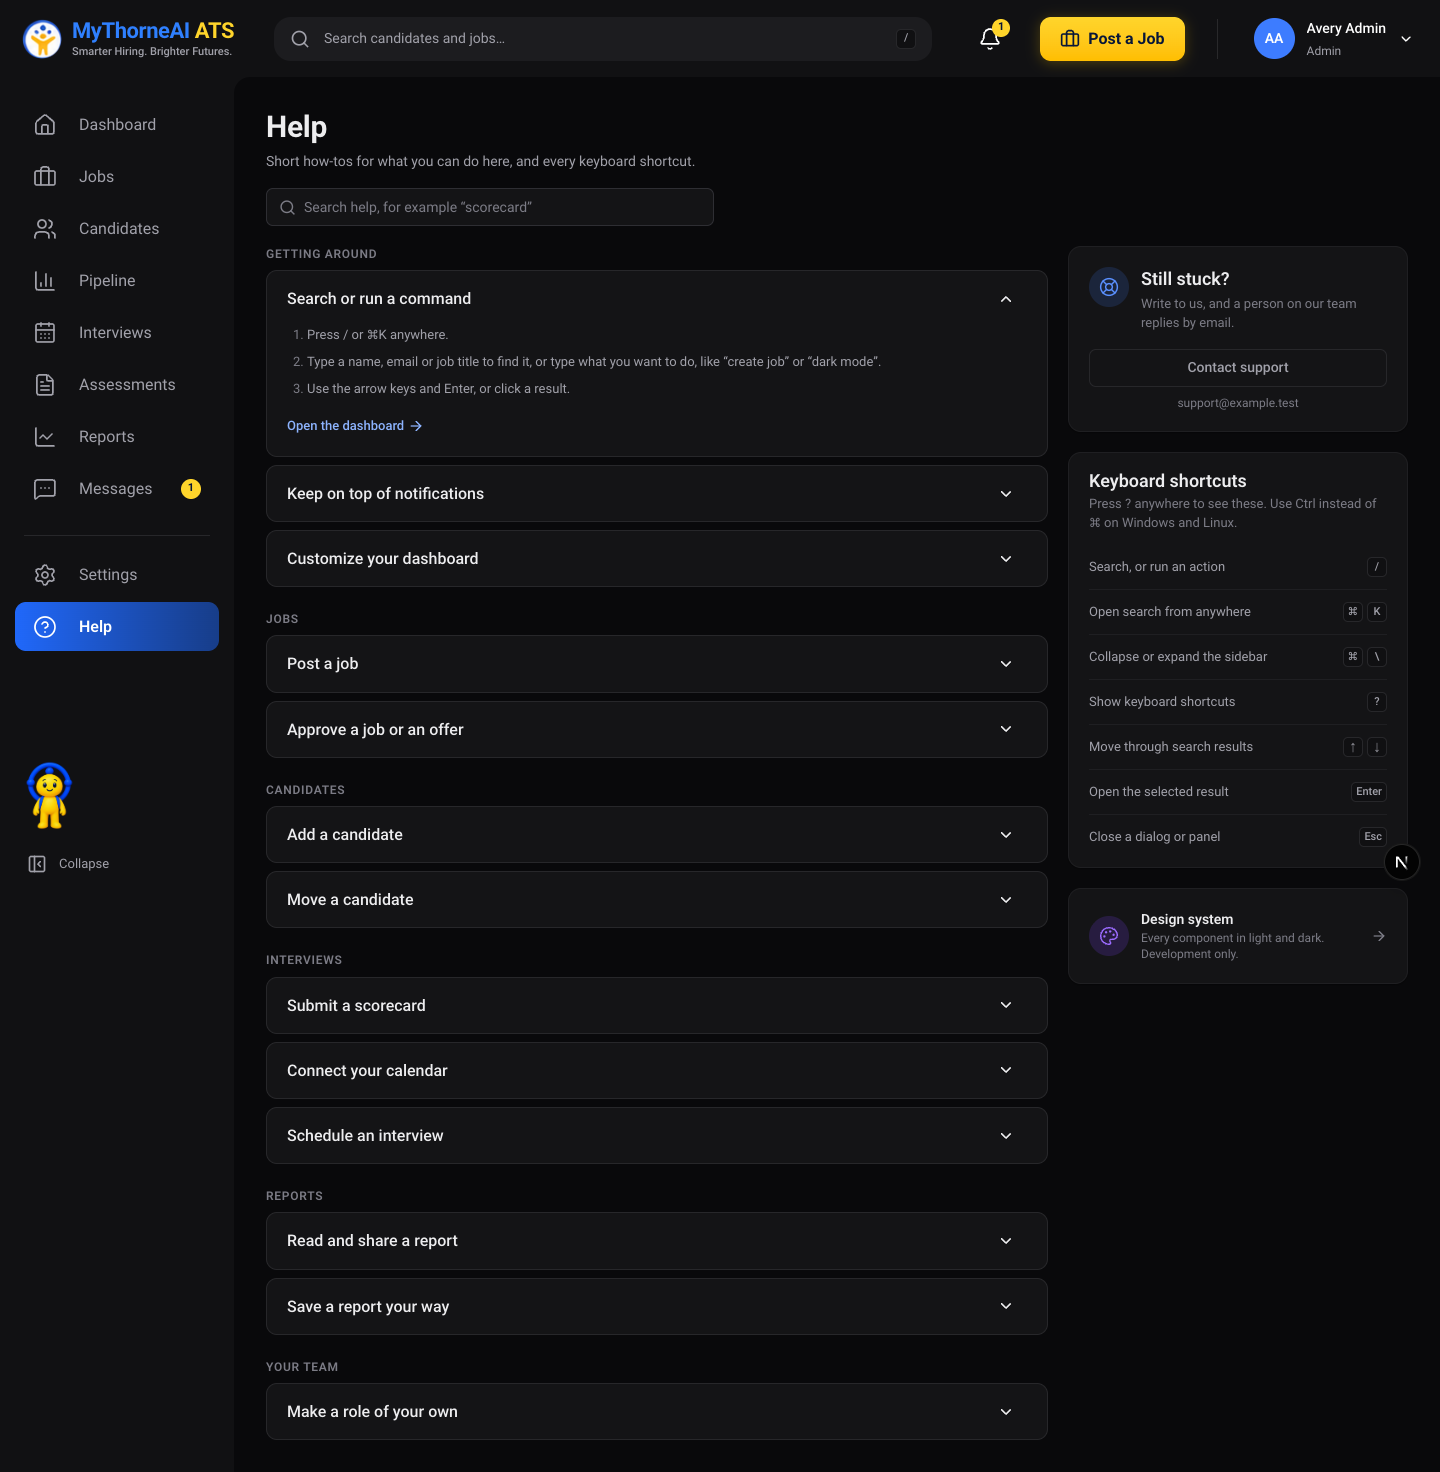 MyThorneAI ATS
Smarter Hiring. Brighter Futures.
Search candidates and jobs…
/
1
Post a Job
AA
Avery Admin
Admin
Dashboard
Jobs
Candidates
Pipeline
Interviews
Assessments
Reports
Messages
1
Settings
Help
Collapse
Help
Short how-tos for what you can do here, and every keyboard shortcut.
Search help, for example “scorecard”
GETTING AROUND
Search or run a command
1. Press / or ⌘K anywhere.
2. Type a name, email or job title to find it, or type what you want to do, like “create job” or “dark mode”.
3. Use the arrow keys and Enter, or click a result.
Open the dashboard →
Keep on top of notifications
Customize your dashboard
JOBS
Post a job
Approve a job or an offer
CANDIDATES
Add a candidate
Move a candidate
INTERVIEWS
Submit a scorecard
Connect your calendar
Schedule an interview
REPORTS
Read and share a report
Save a report your way
YOUR TEAM
Make a role of your own
Still stuck?
Write to us, and a person on our team
replies by email.
Contact support
support@example.test
Keyboard shortcuts
Press ? anywhere to see these. Use Ctrl instead of
⌘ on Windows and Linux.
Search, or run an action /
Open search from anywhere ⌘ K
Collapse or expand the sidebar ⌘ \
Show keyboard shortcuts ?
Move through search results ↑ ↓
Open the selected result Enter
Close a dialog or panel Esc
N
Design system
Every component in light and dark.
Development only.